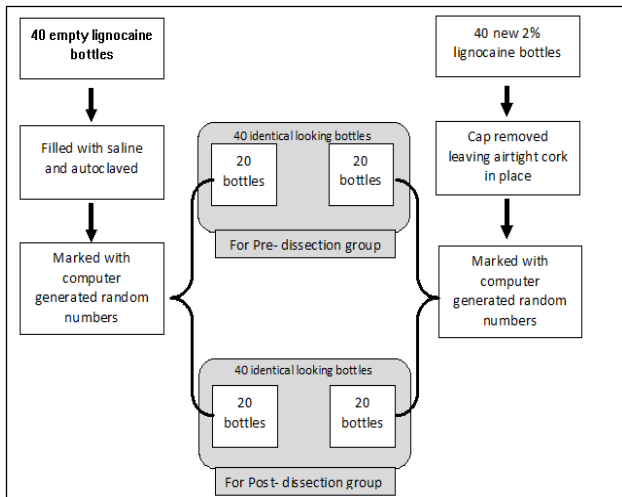 40 empty lignocaine
bottles
Filled with saline
and autoclaved
Marked with
computer
generated random
numbers
40 identical looking bottles
20
bottles
20
bottles
For Pre- dissection group
40 identical looking bottles
20
bottles
20
bottles
For Post- dissection group
40 new 2%
lignocaine bottles
Cap removed
leaving airtight cork
in place
Marked with
computer
generated random
numbers